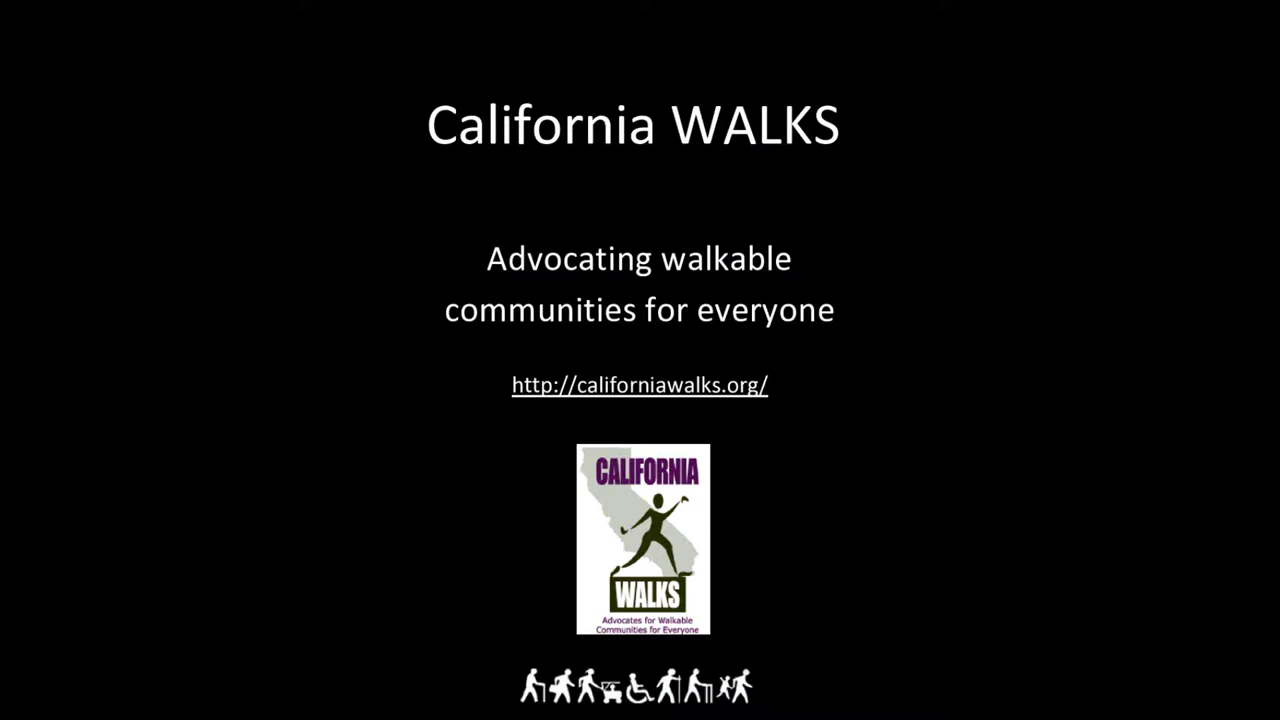 California WALKS
Advocating walkable
communities for everyone
http://californiawalks.org/
CALIFORNIA
WALKS
Advocates for Walkable
Communities for Everyone